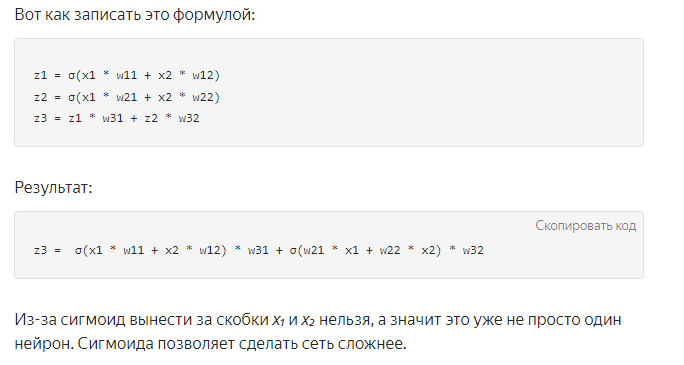 Вот как записать это формулой:
z1 = σ(x1 * w11 + x2 * w12)
z2 = σ(x1 * w21 + x2 * w22)
z3 = z1 * w31 + z2 * w32
Результат:
Скопировать код
z3 =  σ(x1 * w11 + x2 * w12) * w31 + σ(w21 * x1 + w22 * x2) * w32
Из-за сигмоид вынести за скобки x₁ и x₂ нельзя, а значит это уже не просто один
нейрон. Сигмоида позволяет сделать сеть сложнее.